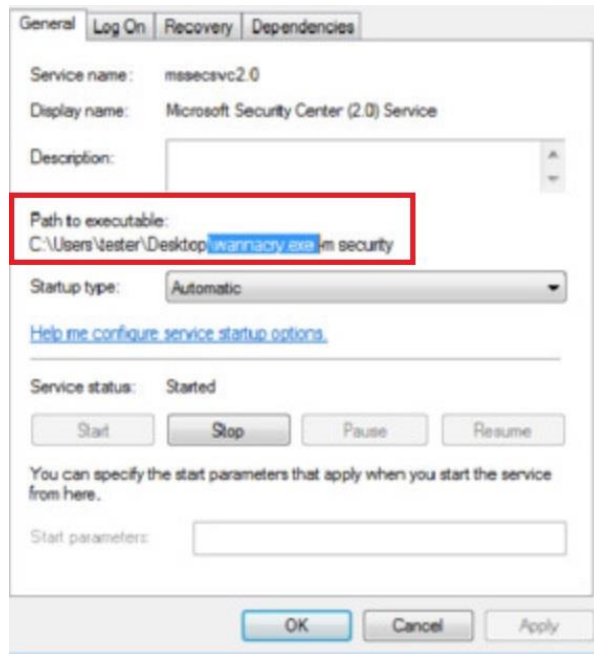 General Log On Recovery Dependencies
Service name: mssecsvc2.0
Display name: Microsoft Security Center (2.0) Service
Description:
Path to executable:
C:\Users\tester\Desktop\wannacry.exe -m security
Startup type: Automatic
Help me configure service startup options.
Service status: Started
Start Stop Pause Resume
You can specify the start parameters that apply when you start the service
from here.
Start parameters:
OK Cancel Apply